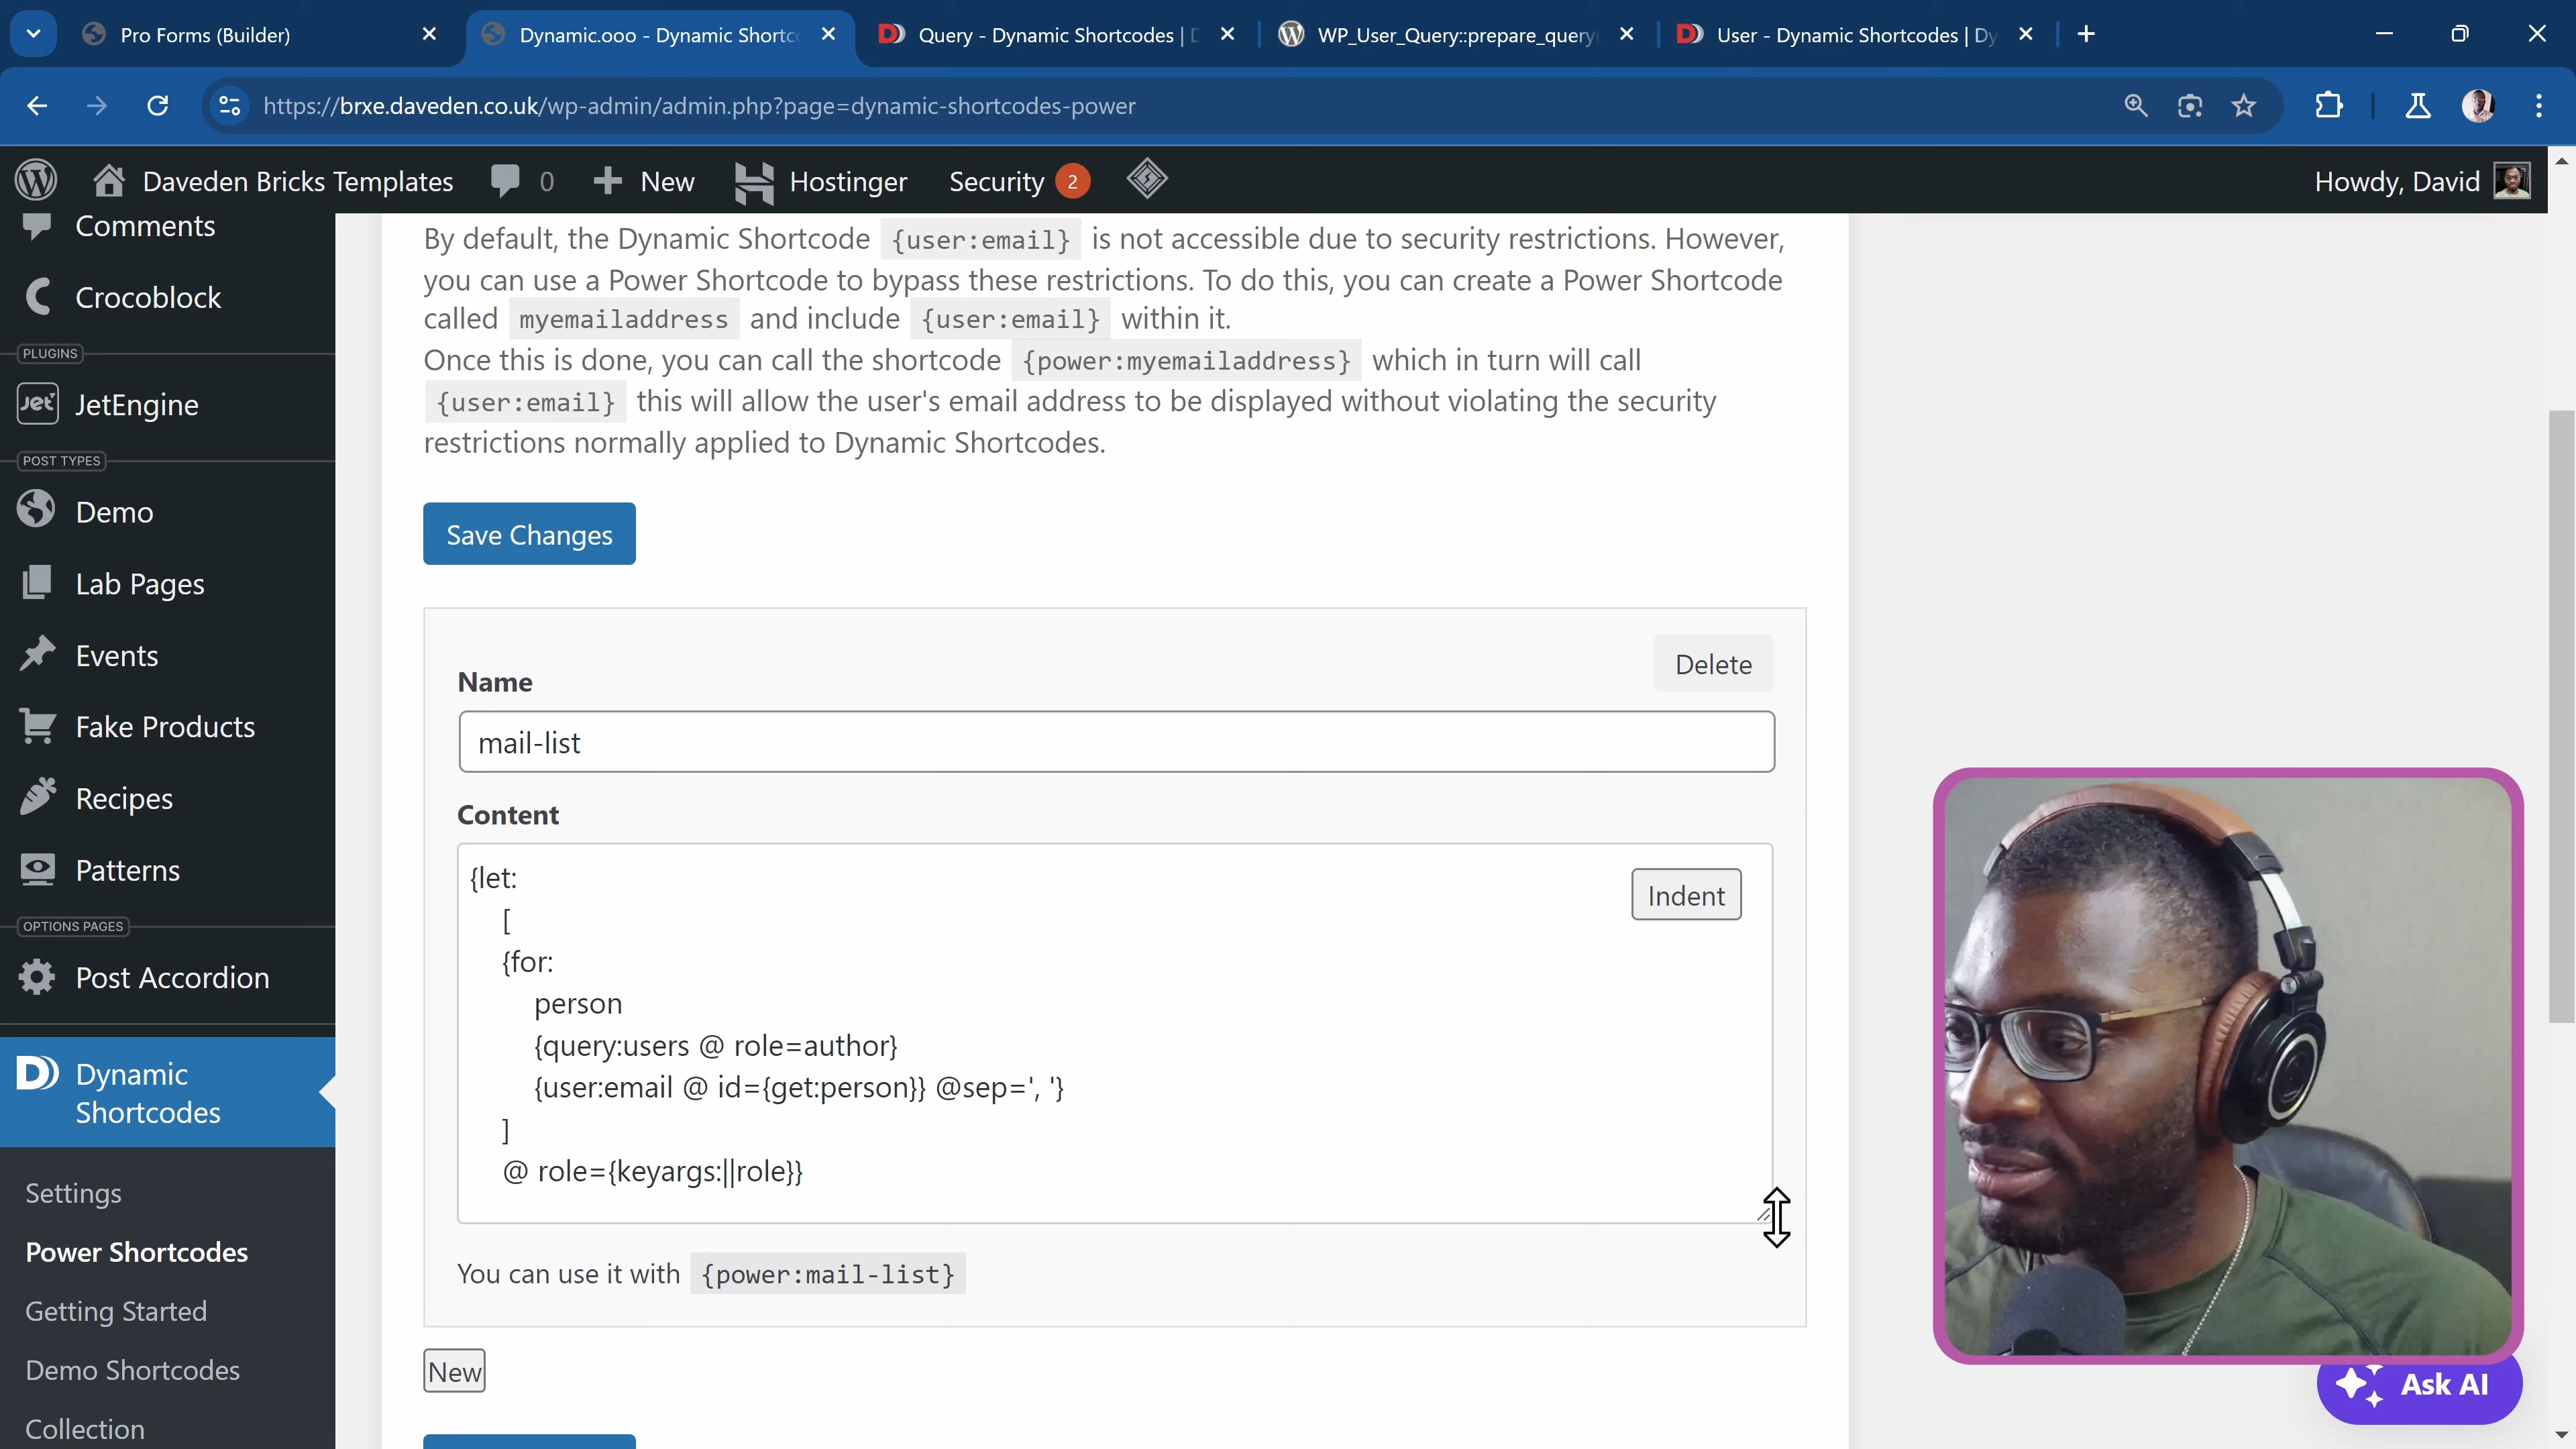 Pro Forms (Builder)
Dynamic.ooo - Dynamic Shortc
Query - Dynamic Shortcodes | D
WP_User_Query::prepare_query
User - Dynamic Shortcodes | Dy
https://brxe.daveden.co.uk/wp-admin/admin.php?page=dynamic-shortcodes-power
Daveden Bricks Templates
0
New
Hostinger
Security 2
Howdy, David
Comments
Crocoblock
PLUGINS
Jet JetEngine
POST TYPES
Demo
Lab Pages
Events
Fake Products
Recipes
Patterns
OPTIONS PAGES
Post Accordion
Dynamic
Shortcodes
Settings
Power Shortcodes
Getting Started
Demo Shortcodes
Collection
By default, the Dynamic Shortcode {user:email} is not accessible due to security restrictions. However,
you can use a Power Shortcode to bypass these restrictions. To do this, you can create a Power Shortcode
called myemailaddress and include {user:email} within it.
Once this is done, you can call the shortcode {power:myemailaddress} which in turn will call
{user:email} this will allow the user's email address to be displayed without violating the security
restrictions normally applied to Dynamic Shortcodes.
Save Changes
Delete
Name
mail-list
Content
Indent
{let:
[
{for:
person
{query:users @ role=author}
{user:email @ id={get:person}} @sep=', '}
]
@ role={keyargs:||role}}
You can use it with {power:mail-list}
New
Ask AI